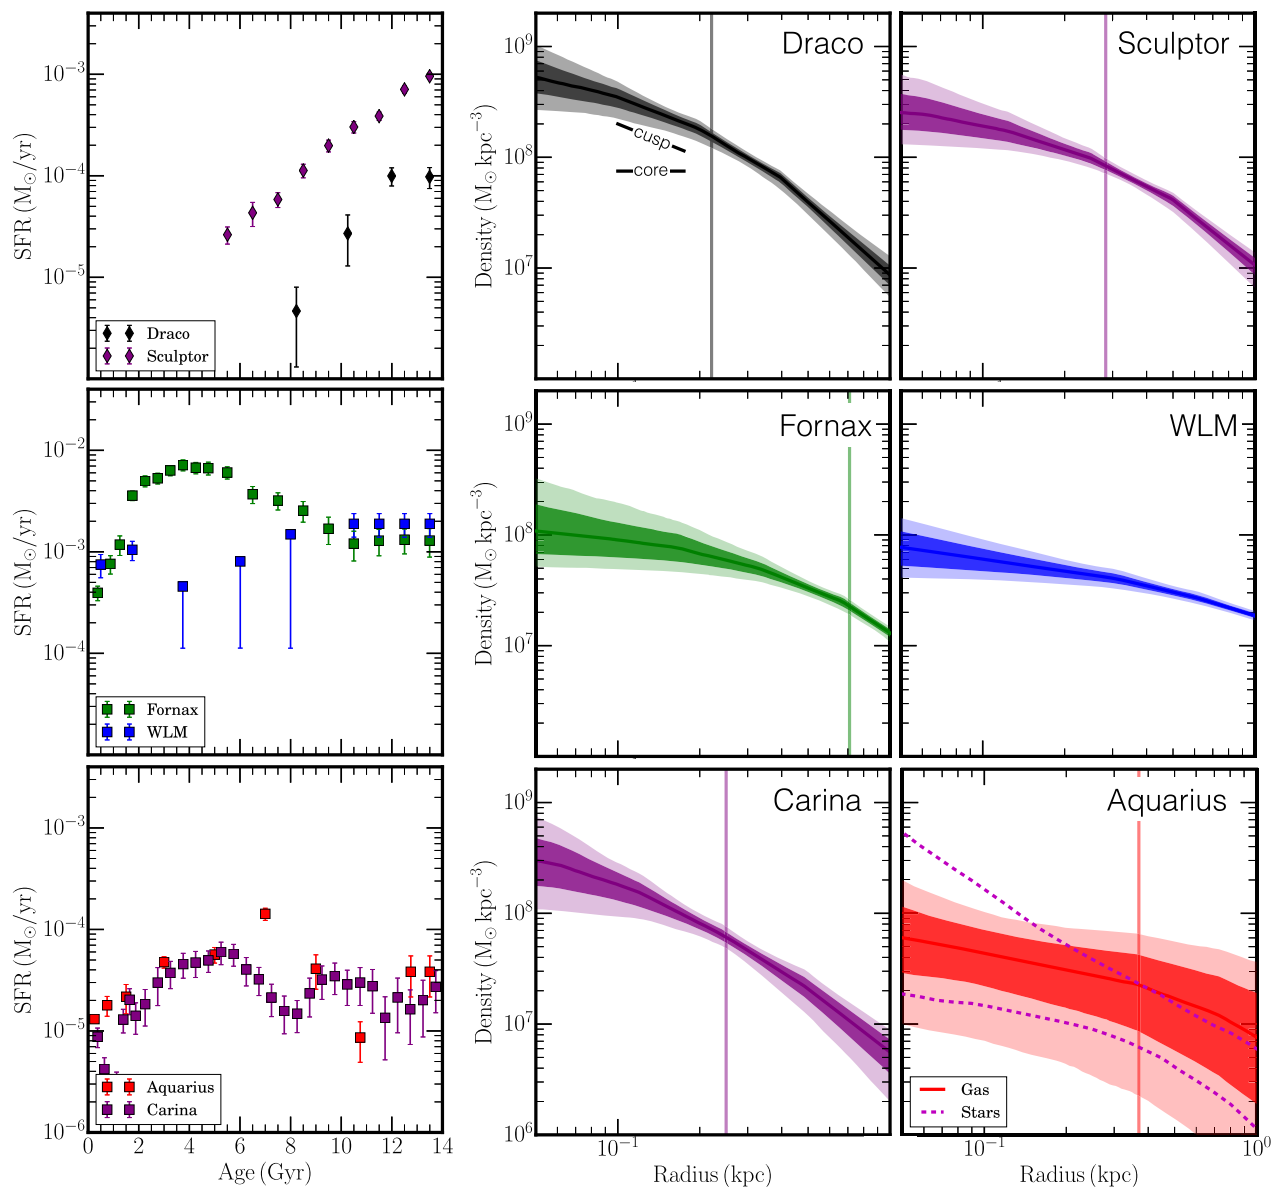 Draco
Sculptor
10⁻³
10⁻⁴
10⁻⁵
SFR (M⊙/yr)
Draco
Sculptor
10⁹
10⁸
10⁷
Density (M⊙ kpc⁻³)
cusp
core
Fornax
WLM
10⁻²
10⁻³
10⁻⁴
SFR (M⊙/yr)
Fornax
WLM
10⁹
10⁸
10⁷
Density (M⊙ kpc⁻³)
Carina
Aquarius
10⁻³
10⁻⁴
10⁻⁵
10⁻⁶
SFR (M⊙/yr)
Aquarius
Carina
0 2 4 6 8 10 12 14
Age (Gyr)
10⁹
10⁸
10⁷
10⁶
Density (M⊙ kpc⁻³)
10⁻¹
Radius (kpc)
Gas
Stars
10⁻¹ 10⁰
Radius (kpc)